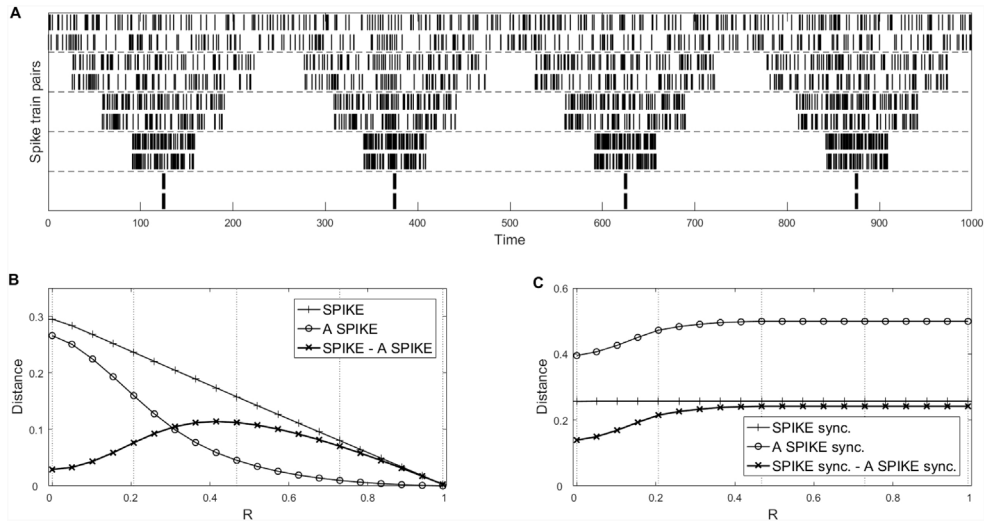 A
Spike train pairs
0 100 200 300 400 500 600 700 800 900 1000
Time
B
Distance
0.3
0.2
0.1
0
0 0.2 0.4 0.6 0.8 1
R
SPIKE
A SPIKE
SPIKE - A SPIKE
C
Distance
0.6
0.4
0.2
0
0 0.2 0.4 0.6 0.8 1
R
SPIKE sync.
A SPIKE sync.
SPIKE sync. - A SPIKE sync.